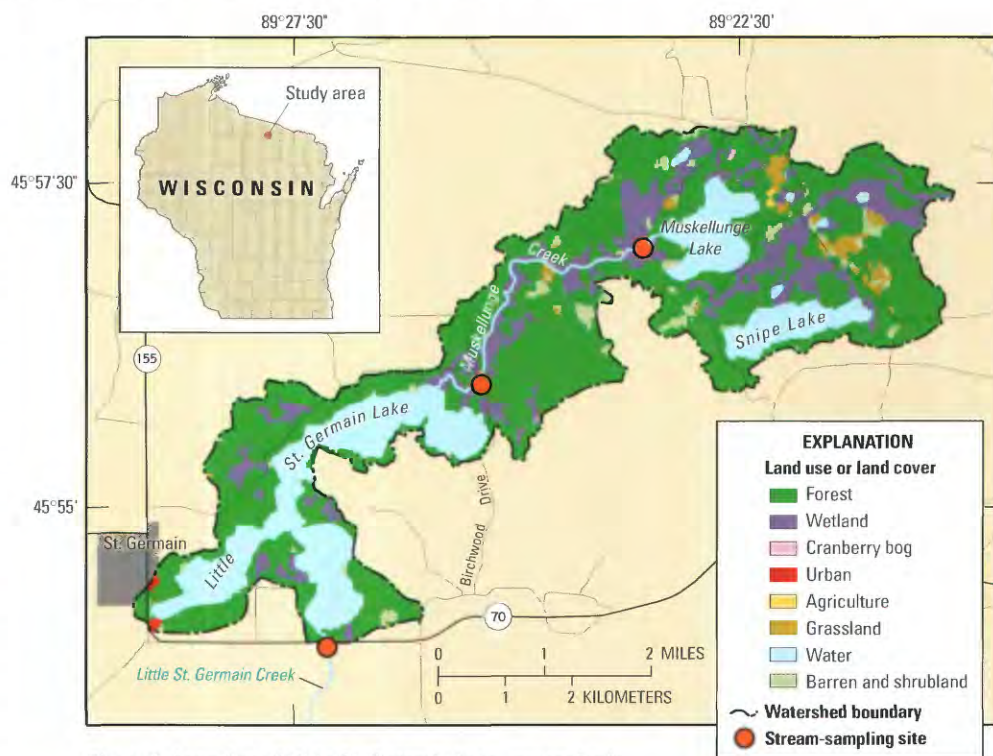 89°27'30"
89°22'30"
Study area
WISCONSIN
45°57'30"
Muskellunge
Lake
Creek
Muskellunge
Snipe Lake
155
St. Germain Lake
45°55'
St. Germain
Little
Birchwood Drive
70
Little St. Germain Creek
0 1 2 MILES
0 1 2 KILOMETERS
EXPLANATION
Land use or land cover
Forest
Wetland
Cranberry bog
Urban
Agriculture
Grassland
Water
Barren and shrubland
Watershed boundary
Stream-sampling site